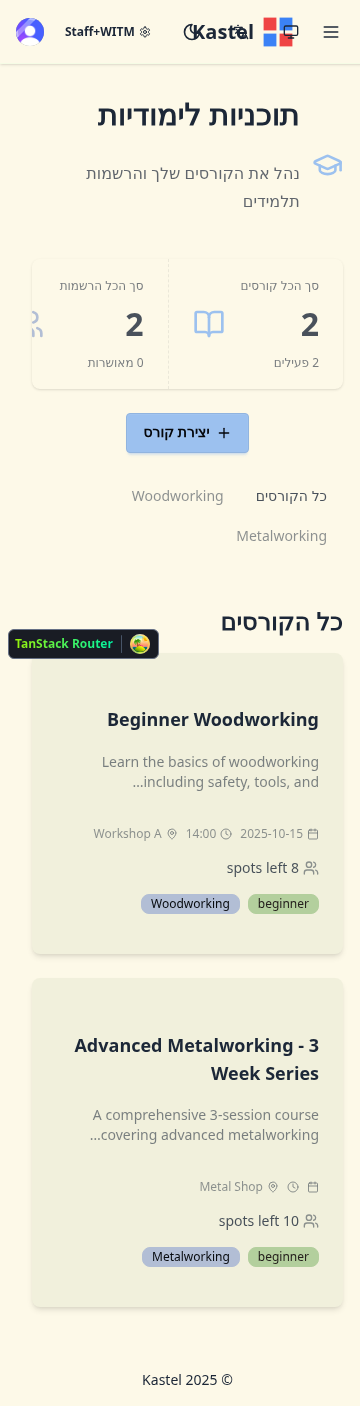 Kastel
Staff+WITM
תוכניות לימודיות
נהל את הקורסים שלך והרשמות
תלמידים
סך הכל קורסים
2
2 פעילים
סך הכל הרשמות
2
0 מאושרות
יצירת קורס
כל הקורסים
Woodworking
Metalworking
כל הקורסים
TanStack Router
Beginner Woodworking
Learn the basics of woodworking
including safety, tools, and...
2025-10-15
14:00
Workshop A
8 spots left
beginner
Woodworking
Advanced Metalworking - 3
Week Series
A comprehensive 3-session course
covering advanced metalworking...
Metal Shop
10 spots left
beginner
Metalworking
© 2025 Kastel